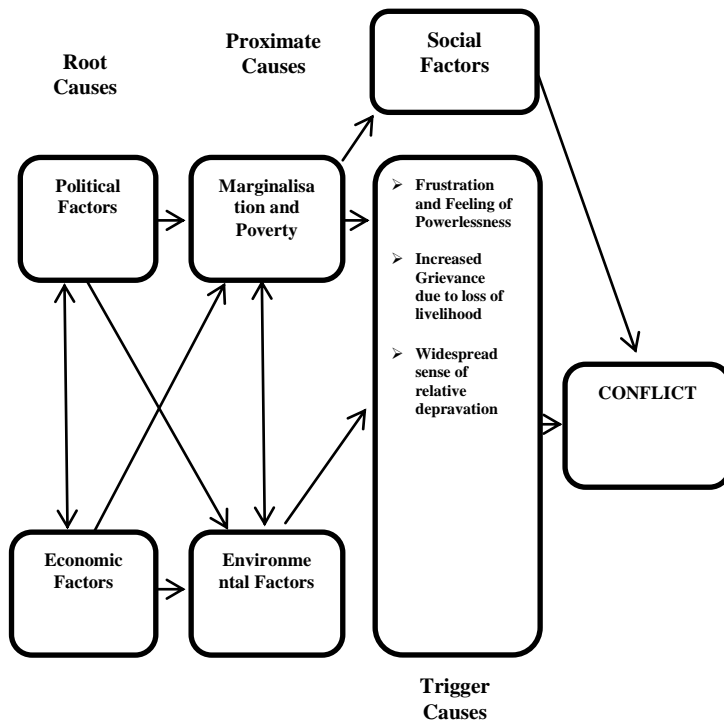 Root
Causes
Proximate
Causes
Social
Factors
Political
Factors
Marginalisa
tion and
Poverty
➢ Frustration
and Feeling of
Powerlessness
➢ Increased
Grievance
due to loss of
livelihood
➢ Widespread
sense of
relative
depravation
CONFLICT
Economic
Factors
Environme
ntal Factors
Trigger
Causes